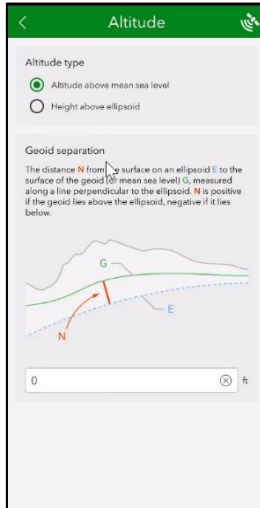 Altitude
Altitude type
Altitude above mean sea level
Height above ellipsoid
Geoid separation
The distance N from the surface on an ellipsoid E to the
surface of the geoid (or mean sea level) G, measured
along a line perpendicular to the ellipsoid. N is positive
if the geoid lies above the ellipsoid, negative if it lies
below.
G
E
N
0 ft